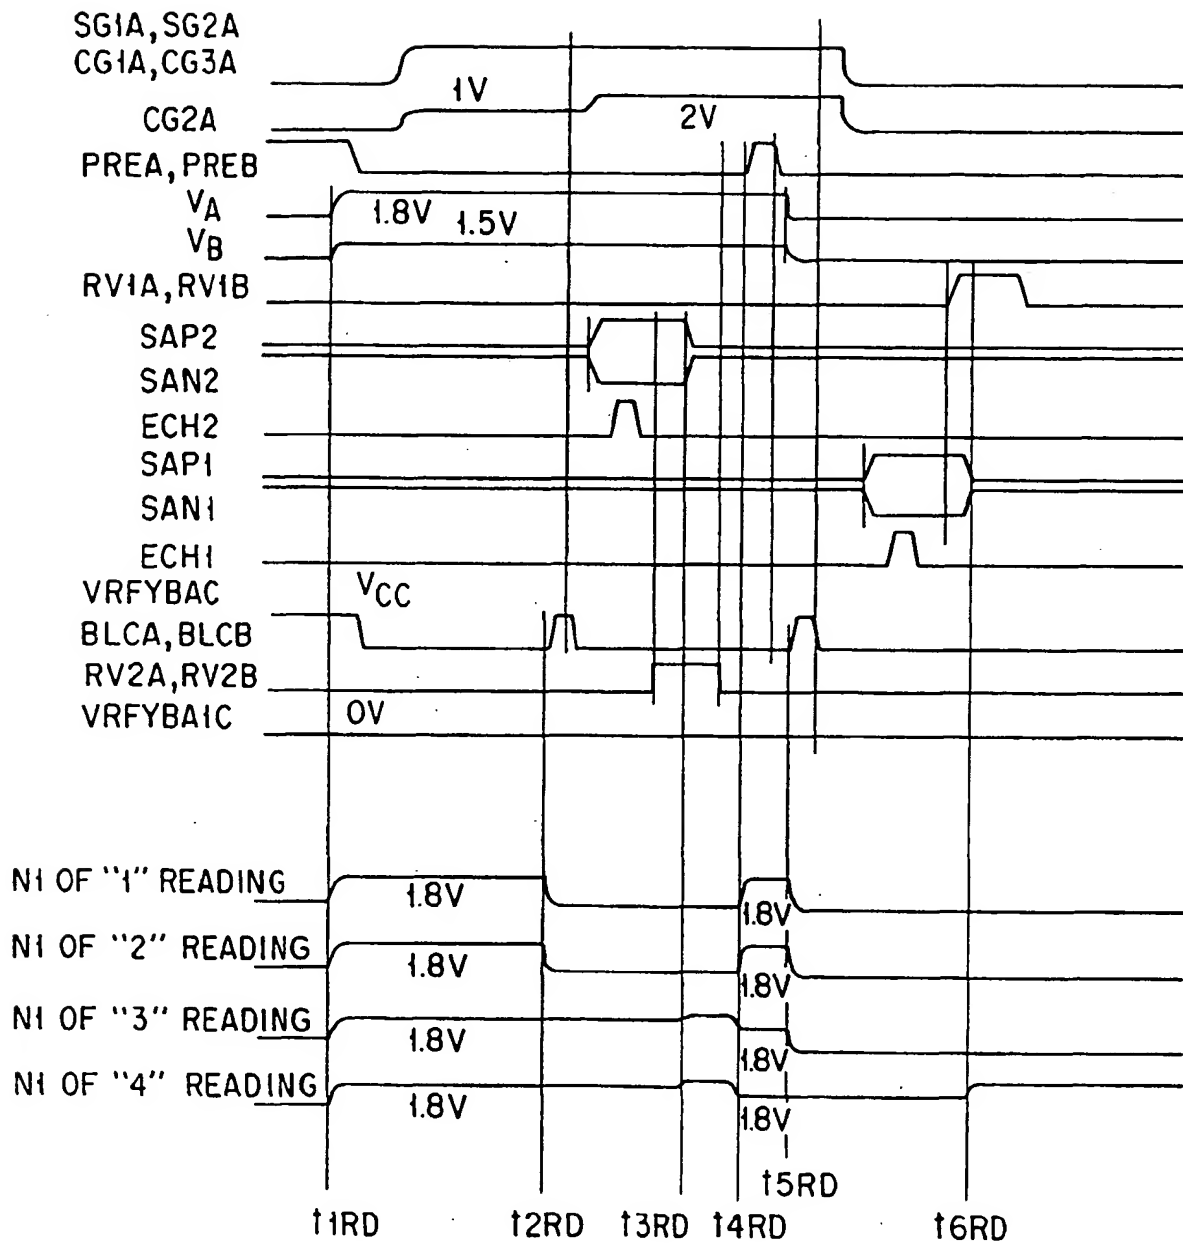 SG1A, SG2A
CG1A, CG3A
1V
CG2A
2V
PREA, PREB
VA
1.8V
1.5V
VB
RV1A, RV1B
SAP2
SAN2
ECH2
SAP1
SAN1
ECH1
VRFYBAC
VCC
BLCA, BLCB
RV2A, RV2B
VRFYBA1C
0V
N1 OF "1" READING
1.8V
1.8V
N1 OF "2" READING
1.8V
1.8V
N1 OF "3" READING
1.8V
1.8V
N1 OF "4" READING
1.8V
1.8V
t5RD
t1RD
t2RD
t3RD
t4RD
t6RD